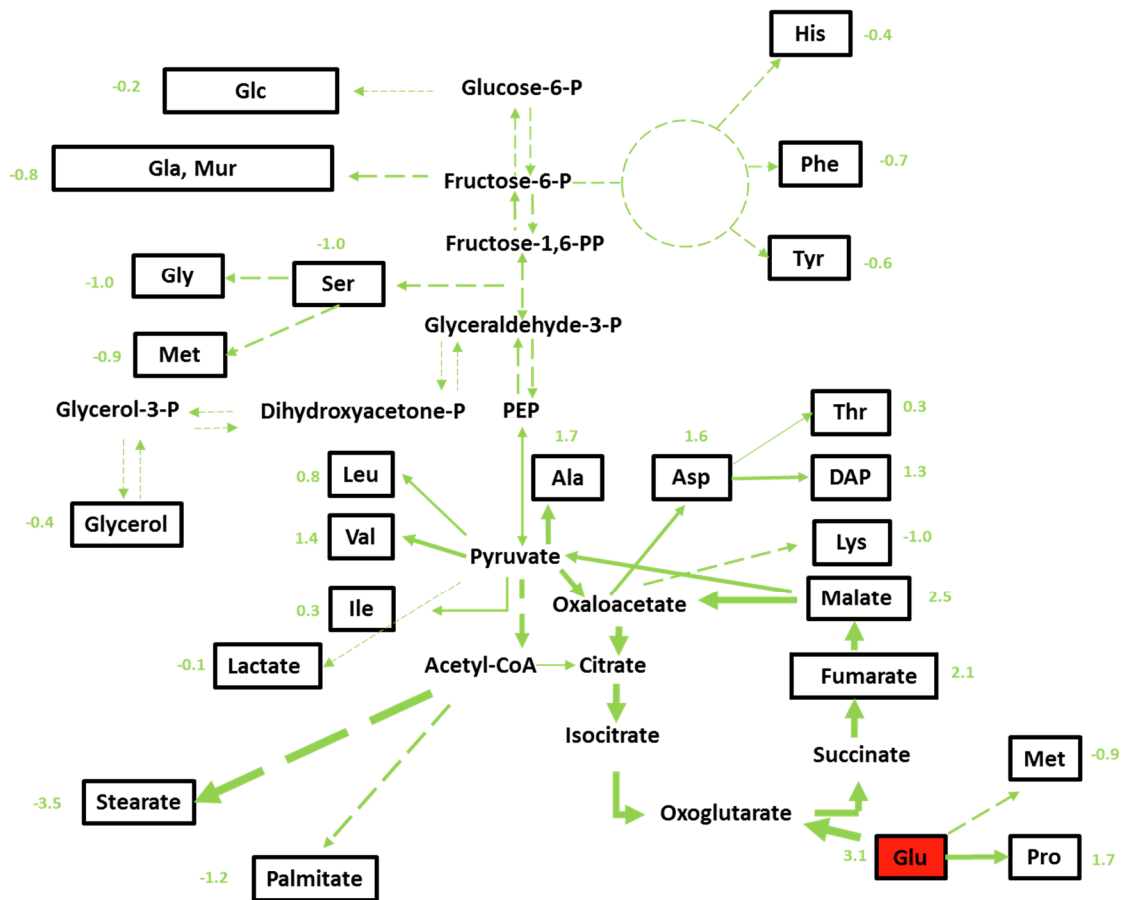 His
-0.4
-0.2
Glc
Glucose-6-P
-0.8
Gla, Mur
Fructose-6-P
Phe
-0.7
Fructose-1,6-PP
Tyr
-0.6
-1.0
-1.0
Gly
Ser
-0.9
Met
Glyceraldehyde-3-P
Glycerol-3-P
Dihydroxyacetone-P
PEP
Thr
0.3
1.7
1.6
0.8
Leu
Ala
Asp
DAP
1.3
-0.4
Glycerol
1.4
Val
Pyruvate
Lys
-1.0
0.3
Ile
Oxaloacetate
Malate
2.5
-0.1
Lactate
Acetyl-CoA
Citrate
Fumarate
2.1
Isocitrate
Succinate
Met
-0.9
-3.5
Stearate
Oxoglutarate
3.1
Glu
Pro
1.7
-1.2
Palmitate